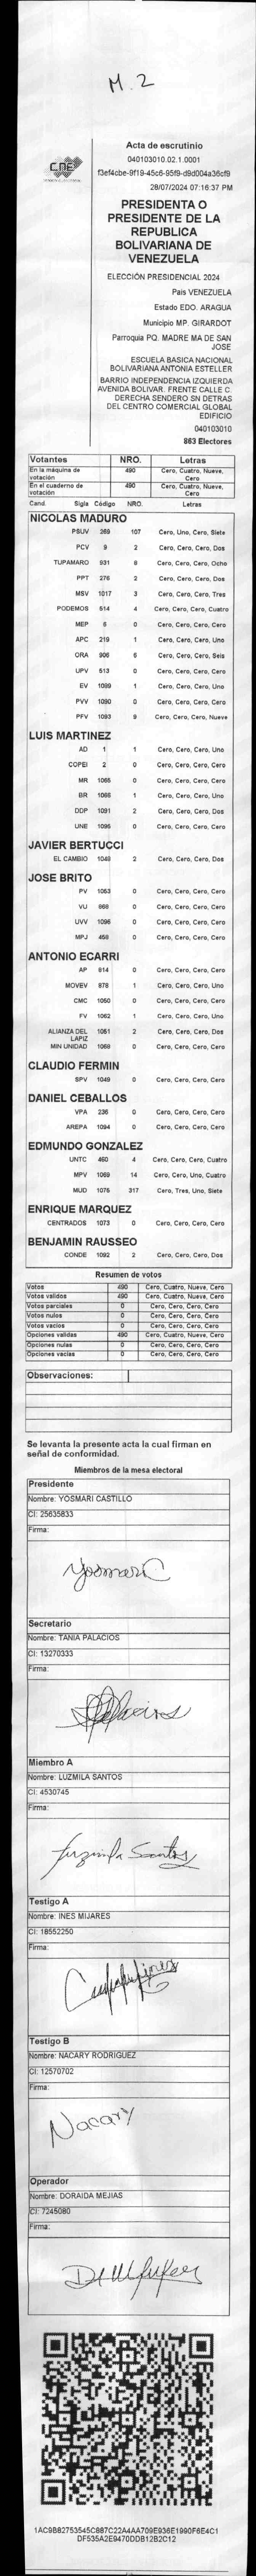 M.2
CNE
Acta de escrutinio
040103010.02.1.0001
f3ef4cbe-9f19-45c6-95f9-d9d004a36cf9
28/07/2024 07:16:37 PM
PRESIDENTA O
PRESIDENTE DE LA
REPUBLICA
BOLIVARIANA DE
VENEZUELA
ELECCIÓN PRESIDENCIAL 2024
Pais VENEZUELA
Estado EDO. ARAGUA
Municipio MP. GIRARDOT
Parroquia PQ. MADRE MA DE SAN
JOSE
ESCUELA BASICA NACIONAL
BOLIVARIANA ANTONIA ESTELLER
BARRIO INDEPENDENCIA IZQUIERDA
AVENIDA BOLIVAR. FRENTE CALLE C.
DERECHA SENDERO SN DETRAS
DEL CENTRO COMERCIAL GLOBAL
EDIFICIO
040103010
863 Electores
Votantes NRO. Letras
En la máquina de votación 490 Cero, Cuatro, Nueve, Cero
En el cuaderno de votación 490 Cero, Cuatro, Nueve, Cero
Cand. Sigla Código NRO. Letras
NICOLAS MADURO
PSUV 269 107 Cero, Uno, Cero, Siete
PCV 9 2 Cero, Cero, Cero, Dos
TUPAMARO 931 8 Cero, Cero, Cero, Ocho
PPT 276 2 Cero, Cero, Cero, Dos
MSV 1017 3 Cero, Cero, Cero, Tres
PODEMOS 514 4 Cero, Cero, Cero, Cuatro
MEP 6 0 Cero, Cero, Cero, Cero
APC 219 1 Cero, Cero, Cero, Uno
ORA 906 6 Cero, Cero, Cero, Seis
UPV 513 0 Cero, Cero, Cero, Cero
EV 1089 1 Cero, Cero, Cero, Uno
PVV 1090 0 Cero, Cero, Cero, Cero
PFV 1093 9 Cero, Cero, Cero, Nueve
LUIS MARTINEZ
AD 1 1 Cero, Cero, Cero, Uno
COPEI 2 0 Cero, Cero, Cero, Cero
MR 1065 0 Cero, Cero, Cero, Cero
BR 1066 1 Cero, Cero, Cero, Uno
DDP 1091 2 Cero, Cero, Cero, Dos
UNE 1095 0 Cero, Cero, Cero, Cero
JAVIER BERTUCCI
EL CAMBIO 1048 2 Cero, Cero, Cero, Dos
JOSE BRITO
PV 1053 0 Cero, Cero, Cero, Cero
VU 868 0 Cero, Cero, Cero, Cero
UVV 1096 0 Cero, Cero, Cero, Cero
MPJ 458 0 Cero, Cero, Cero, Cero
ANTONIO ECARRI
AP 614 0 Cero, Cero, Cero, Cero
MOVEV 878 1 Cero, Cero, Cero, Uno
CMC 1050 0 Cero, Cero, Cero, Cero
FV 1062 1 Cero, Cero, Cero, Uno
ALIANZA DEL LAPIZ 1051 2 Cero, Cero, Cero, Dos
MIN UNIDAD 1058 0 Cero, Cero, Cero, Cero
CLAUDIO FERMIN
SPV 1049 0 Cero, Cero, Cero, Cero
DANIEL CEBALLOS
VPA 236 0 Cero, Cero, Cero, Cero
AREPA 1094 0 Cero, Cero, Cero, Cero
EDMUNDO GONZALEZ
UNTC 460 4 Cero, Cero, Cero, Cuatro
MPV 1069 14 Cero, Cero, Uno, Cuatro
MUD 1075 317 Cero, Tres, Uno, Siete
ENRIQUE MARQUEZ
CENTRADOS 1073 0 Cero, Cero, Cero, Cero
BENJAMIN RAUSSEO
CONDE 1092 2 Cero, Cero, Cero, Dos
Resumen de votos
Votos 490 Cero, Cuatro, Nueve, Cero
Votos validos 490 Cero, Cuatro, Nueve, Cero
Votos parciales 0 Cero, Cero, Cero, Cero
Votos nulos 0 Cero, Cero, Cero, Cero
Votos vacios 0 Cero, Cero, Cero, Cero
Opciones validas 490 Cero, Cuatro, Nueve, Cero
Opciones nulas 0 Cero, Cero, Cero, Cero
Opciones vacias 0 Cero, Cero, Cero, Cero
Observaciones:
Se levanta la presente acta la cual firman en
señal de conformidad.
Miembros de la mesa electoral
Presidente
Nombre: YOSMARI CASTILLO
CI: 25635833
Firma:
Yosmari C
Secretario
Nombre: TANIA PALACIOS
CI: 13270333
Firma:
Miembro A
Nombre: LUZMILA SANTOS
CI: 4530745
Firma:
Luzmila Santos
Testigo A
Nombre: INES MIJARES
CI: 18552250
Firma:
Testigo B
Nombre: NACARY RODRIGUEZ
CI: 12570702
Firma:
Nacary
Operador
Nombre: DORAIDA MEJIAS
CI: 7245080
Firma:
1AC9B82753545C887C22A4AA709E936E1990F6E4C1
DF535A2E9470DDB12B2C12